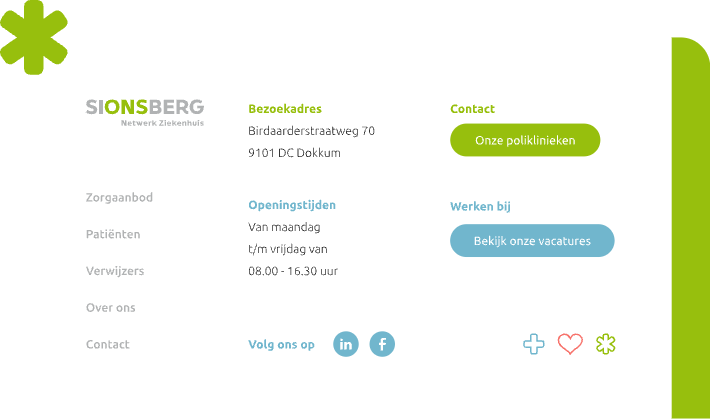 SIONSBERG
Netwerk Ziekenhuis
Zorgaanbod
Patiënten
Verwijzers
Over ons
Contact
Bezoekadres
Birdaarderstraatweg 70
9101 DC Dokkum
Openingstijden
Van maandag
t/m vrijdag van
08.00 - 16.30 uur
Volg ons op
in f
Contact
Onze poliklinieken
Werken bij
Bekijk onze vacatures